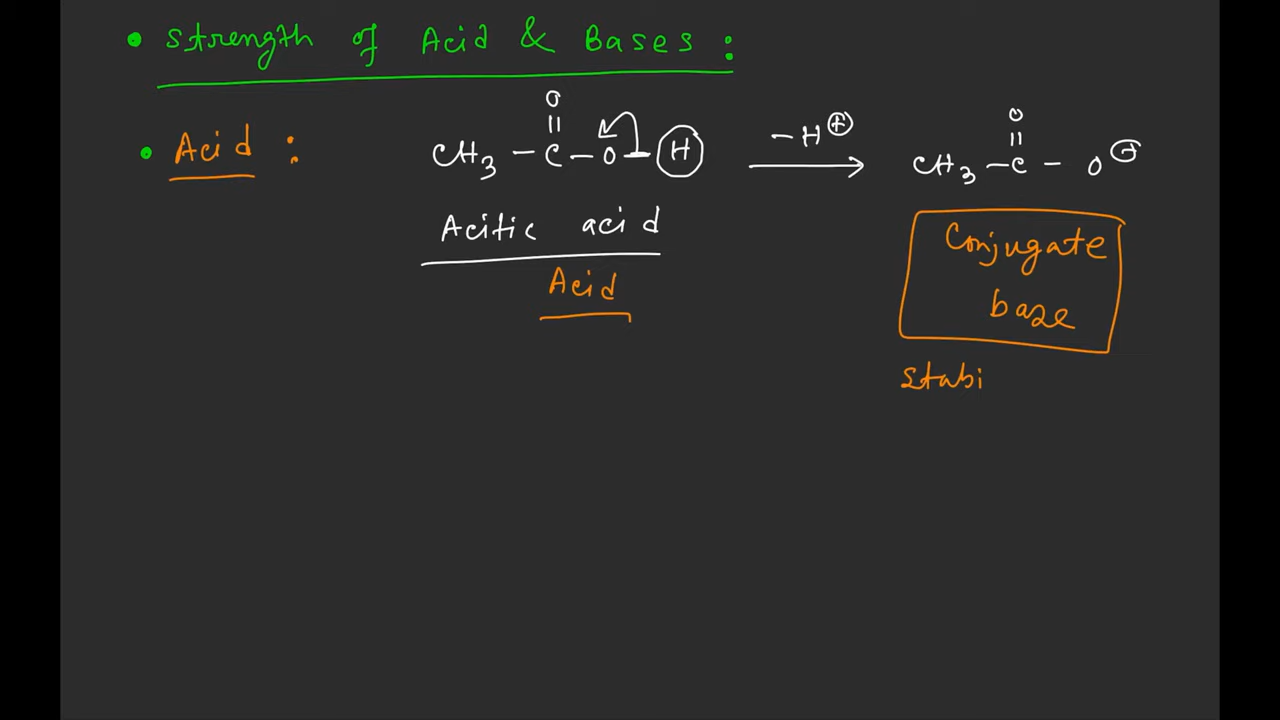 • Strength of Acid & Bases :
• Acid : CH₃ – C(=O) – O – H  – H⊕ →  CH₃ – C(=O) – O⊖
Acitic acid
Conjugate
Acid
base
stabi